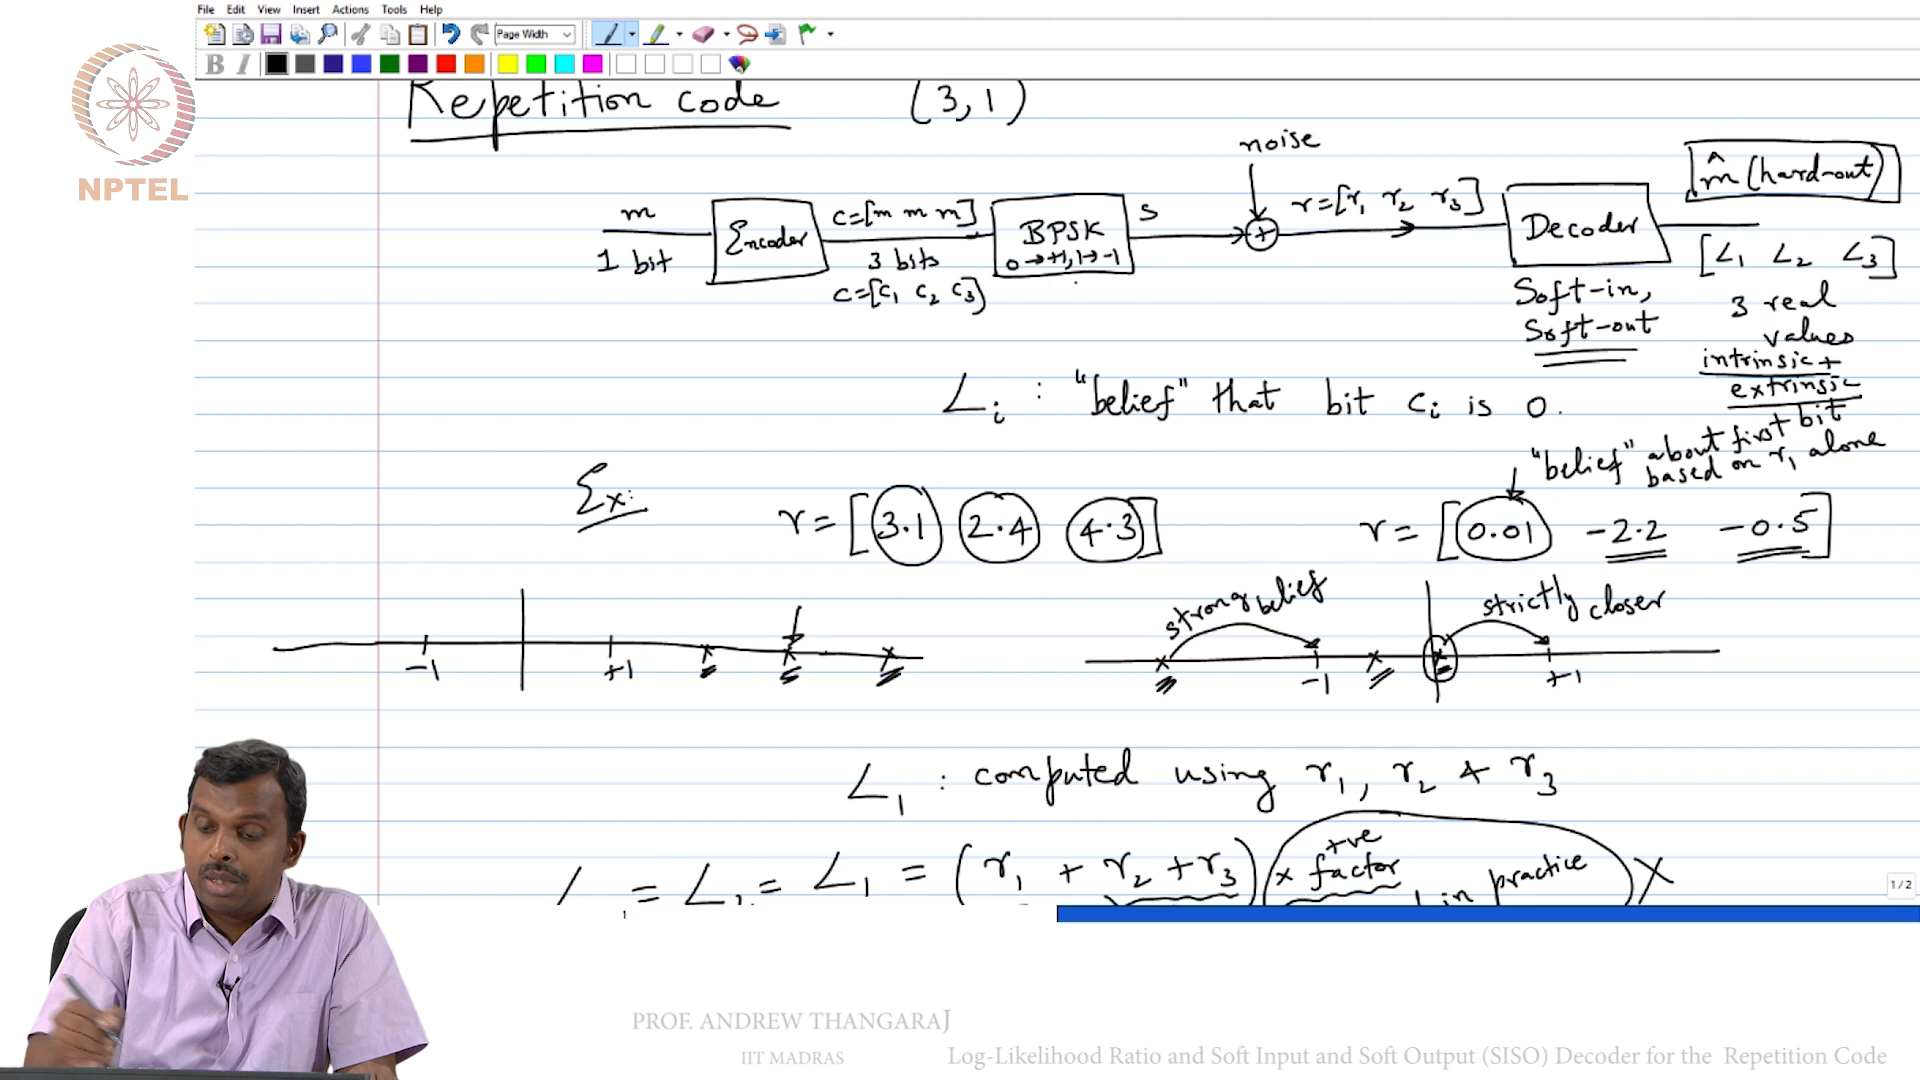 File Edit View Insert Actions Tools Help
Page Width
B I
NPTEL
Repetition code (3,1)
noise
m̂ (hard-out)
m
1 bit
Encoder
c=[m m m]
3 bits
c=[c₁ c₂ c₃]
BPSK
0→+1, 1→-1
s
+
r=[r₁ r₂ r₃]
Decoder
Soft-in,
Soft-out
[L₁ L₂ L₃]
3 real
values
intrinsic +
extrinsic
Lᵢ : "belief" that bit cᵢ is 0.
"belief" about first bit
based on r₁ alone
Ex:
r = [3.1 2.4 4.3]
r = [0.01 -2.2 -0.5]
strong belief
strictly closer
-1 +1
-1 +1
L₁ : computed using r₁, r₂ & r₃
= L₂ = L₁ = (r₁ + r₂ + r₃) (× +ve factor
in practice) X
1 / 2
PROF. ANDREW THANGARAJ
IIT MADRAS
Log-Likelihood Ratio and Soft Input and Soft Output (SISO) Decoder for the Repetition Code